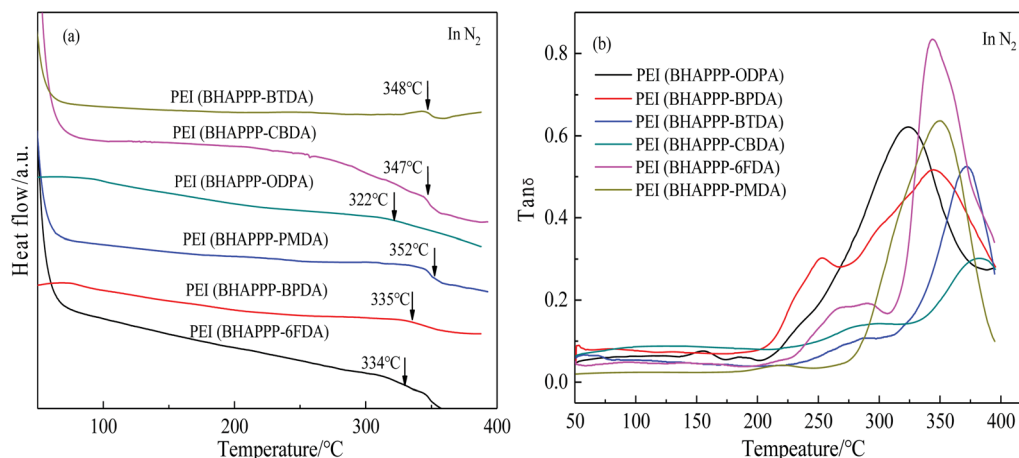 (a)
In N₂
PEI (BHAPPP-BTDA)
348℃
PEI (BHAPPP-CBDA)
347℃
PEI (BHAPPP-ODPA)
322℃
PEI (BHAPPP-PMDA)
352℃
PEI (BHAPPP-BPDA)
335℃
PEI (BHAPPP-6FDA)
334℃
Heat flow/a.u.
100
200
300
400
Temperature/℃
(b)
In N₂
PEI (BHAPPP-ODPA)
PEI (BHAPPP-BPDA)
PEI (BHAPPP-BTDA)
PEI (BHAPPP-CBDA)
PEI (BHAPPP-6FDA)
PEI (BHAPPP-PMDA)
Tanδ
0.8
0.6
0.4
0.2
0.0
50
100
150
200
250
300
350
400
Tempeature/℃